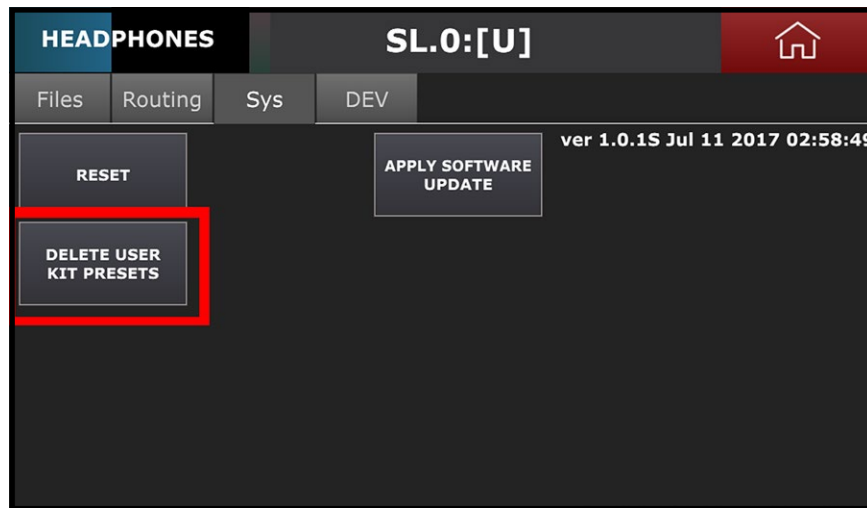 HEADPHONES
SL.0:[U]
Files
Routing
Sys
DEV
RESET
APPLY SOFTWARE
UPDATE
ver 1.0.1S Jul 11 2017 02:58:49
DELETE USER
KIT PRESETS